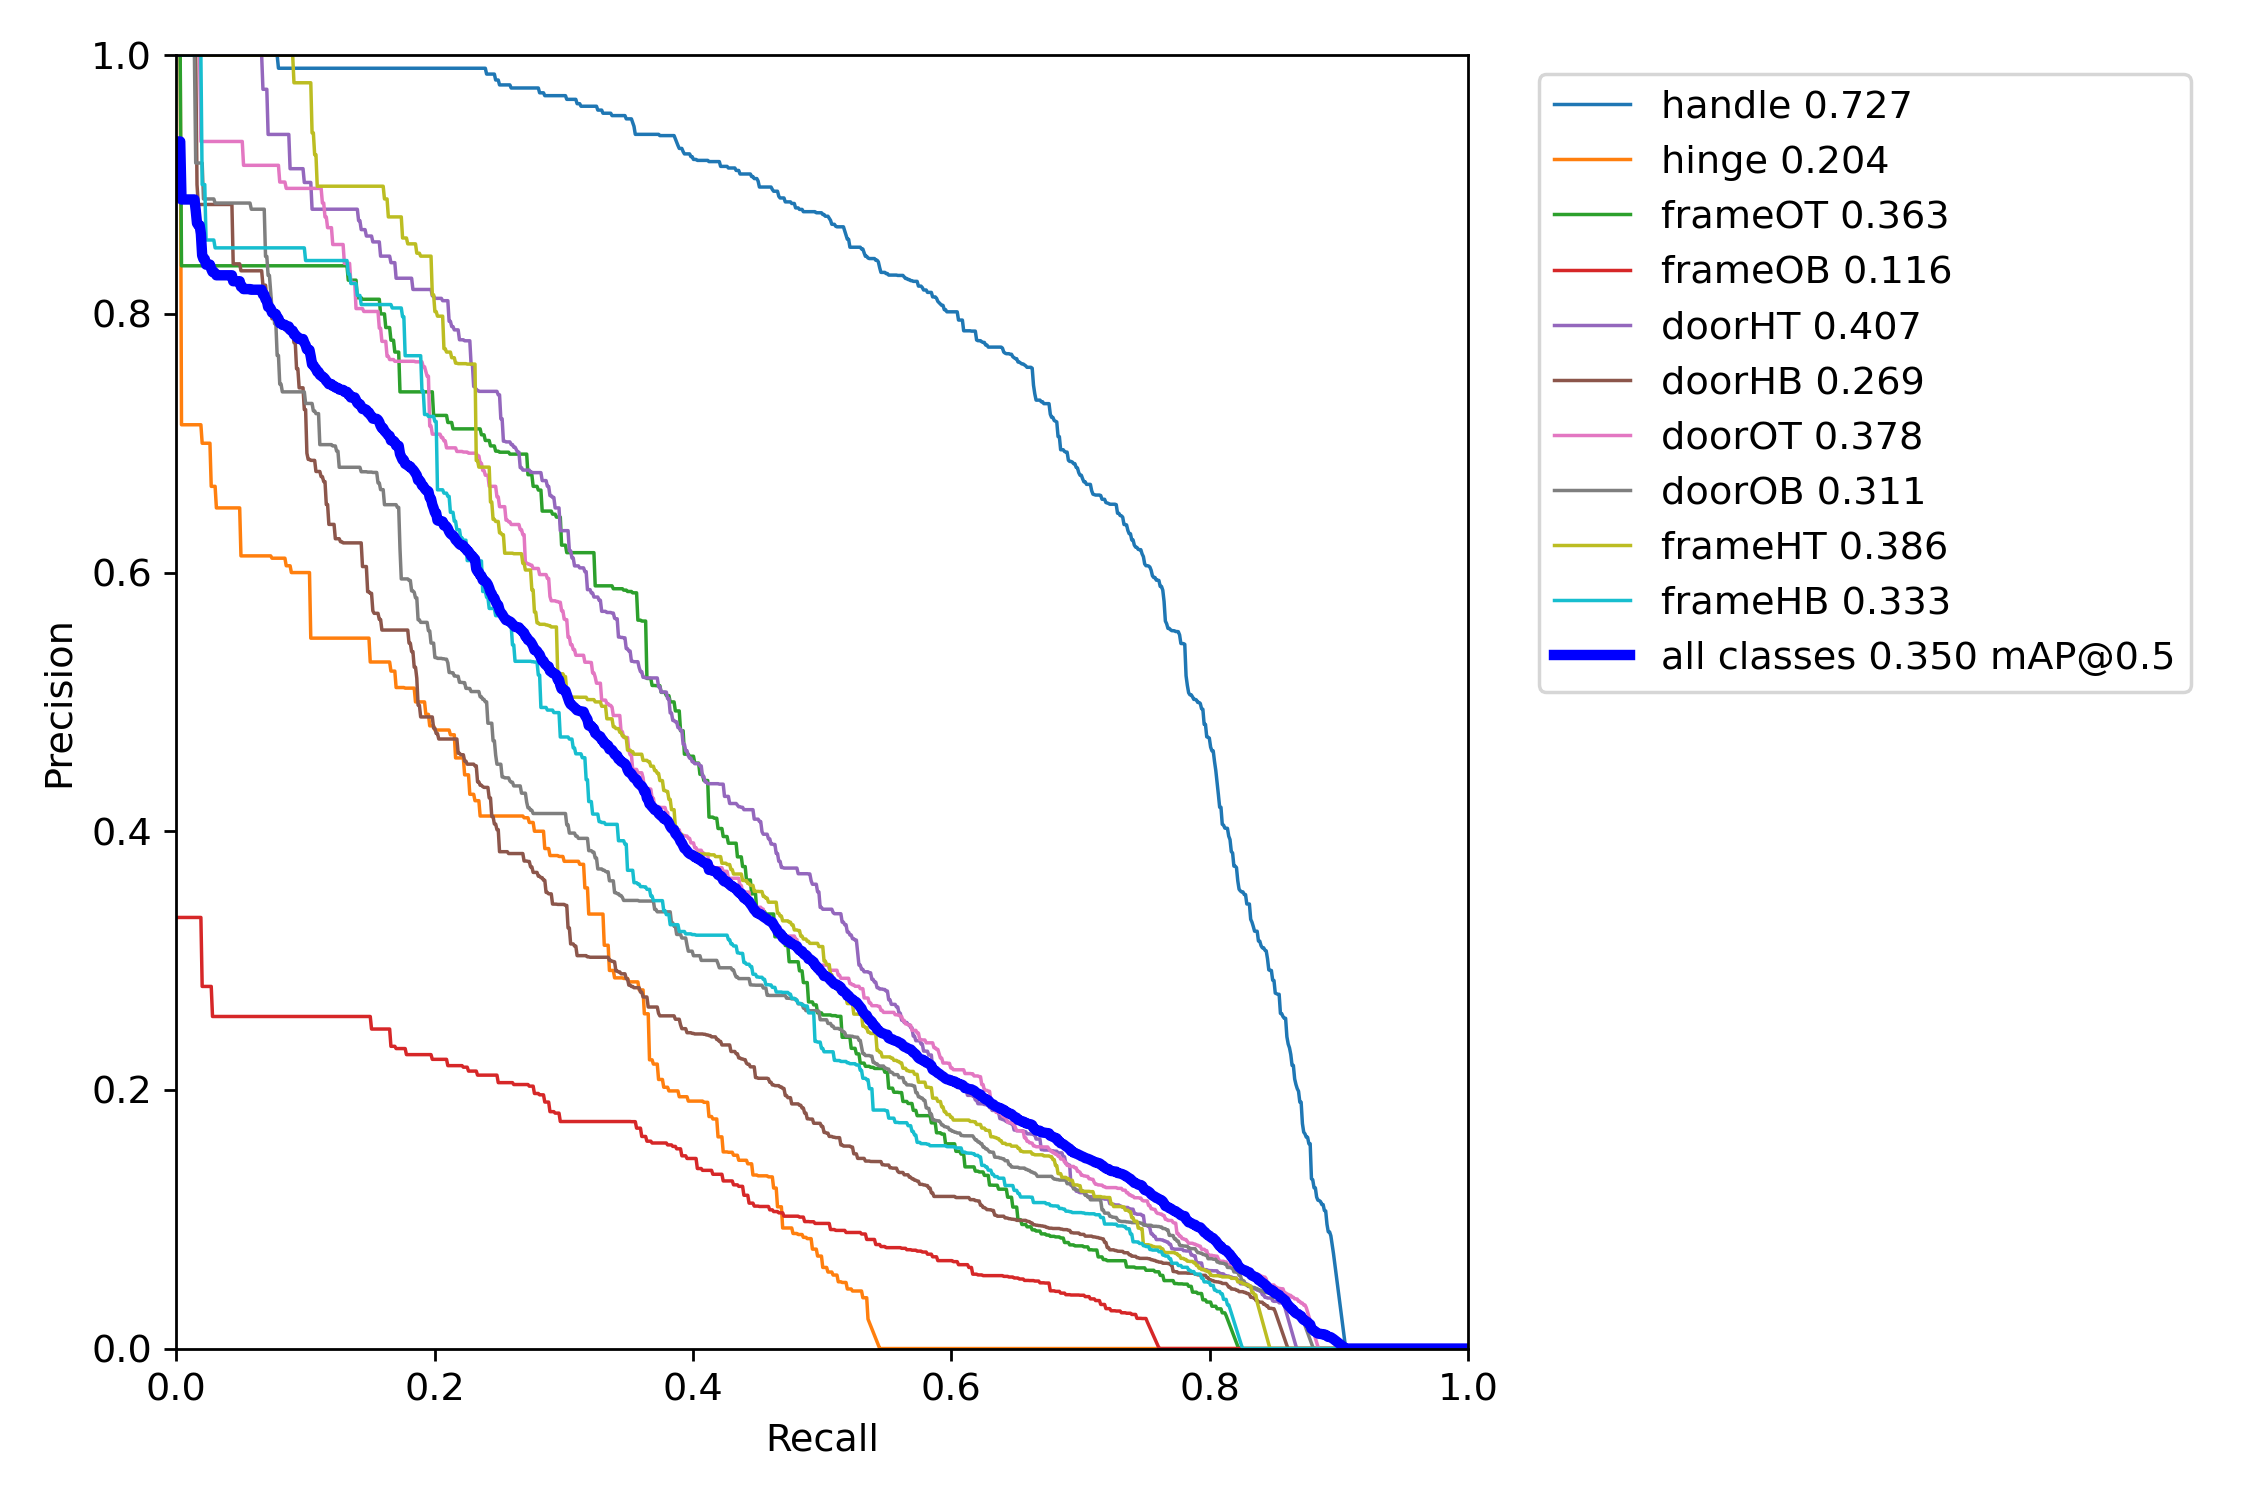 1.0
0.8
0.6
0.4
0.2
0.0
Precision
0.0 0.2 0.4 0.6 0.8 1.0
Recall
handle 0.727
hinge 0.204
frameOT 0.363
frameOB 0.116
doorHT 0.407
doorHB 0.269
doorOT 0.378
doorOB 0.311
frameHT 0.386
frameHB 0.333
all classes 0.350 mAP@0.5